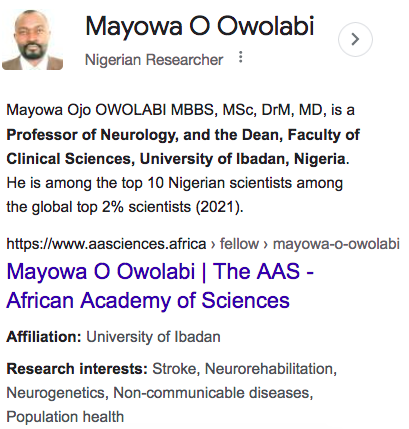 Mayowa O Owolabi
Nigerian Researcher
Mayowa Ojo OWOLABI MBBS, MSc, DrM, MD, is a
Professor of Neurology, and the Dean, Faculty of
Clinical Sciences, University of Ibadan, Nigeria.
He is among the top 10 Nigerian scientists among
the global top 2% scientists (2021).
https://www.aasciences.africa › fellow › mayowa-o-owolabi
Mayowa O Owolabi | The AAS -
African Academy of Sciences
Affiliation: University of Ibadan
Research interests: Stroke, Neurorehabilitation,
Neurogenetics, Non-communicable diseases,
Population health